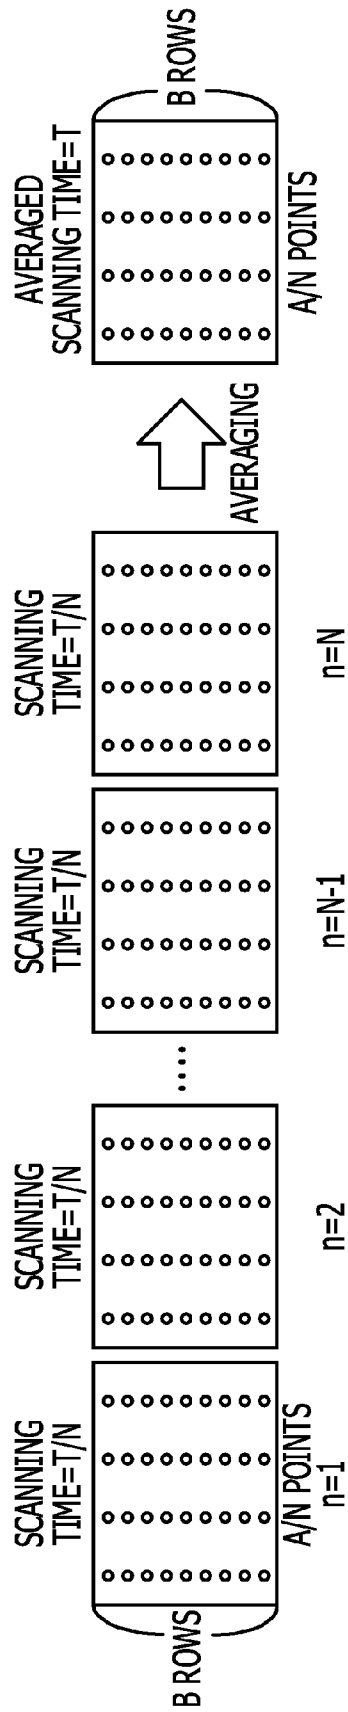 SCANNING
TIME=T/N
B ROWS
A/N POINTS
n=1
SCANNING
TIME=T/N
n=2
.....
SCANNING
TIME=T/N
n=N-1
SCANNING
TIME=T/N
n=N
AVERAGING
AVERAGED
SCANNING TIME=T
B ROWS
A/N POINTS